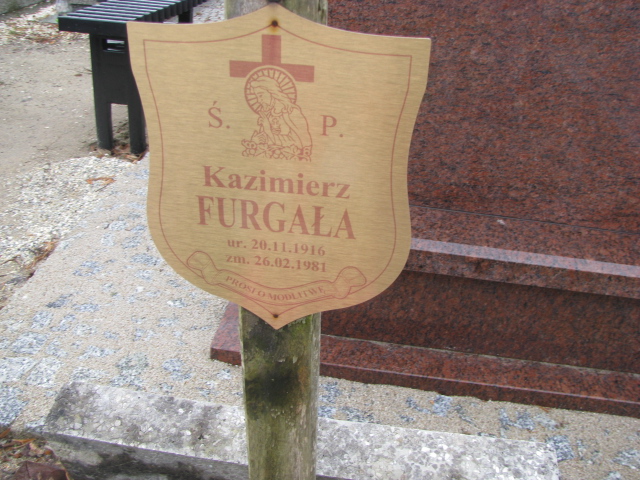 Ś. P.
Kazimierz
FURGAŁA
ur. 20.11.1916
zm. 26.02.1981
PROSI O MODLITWĘ